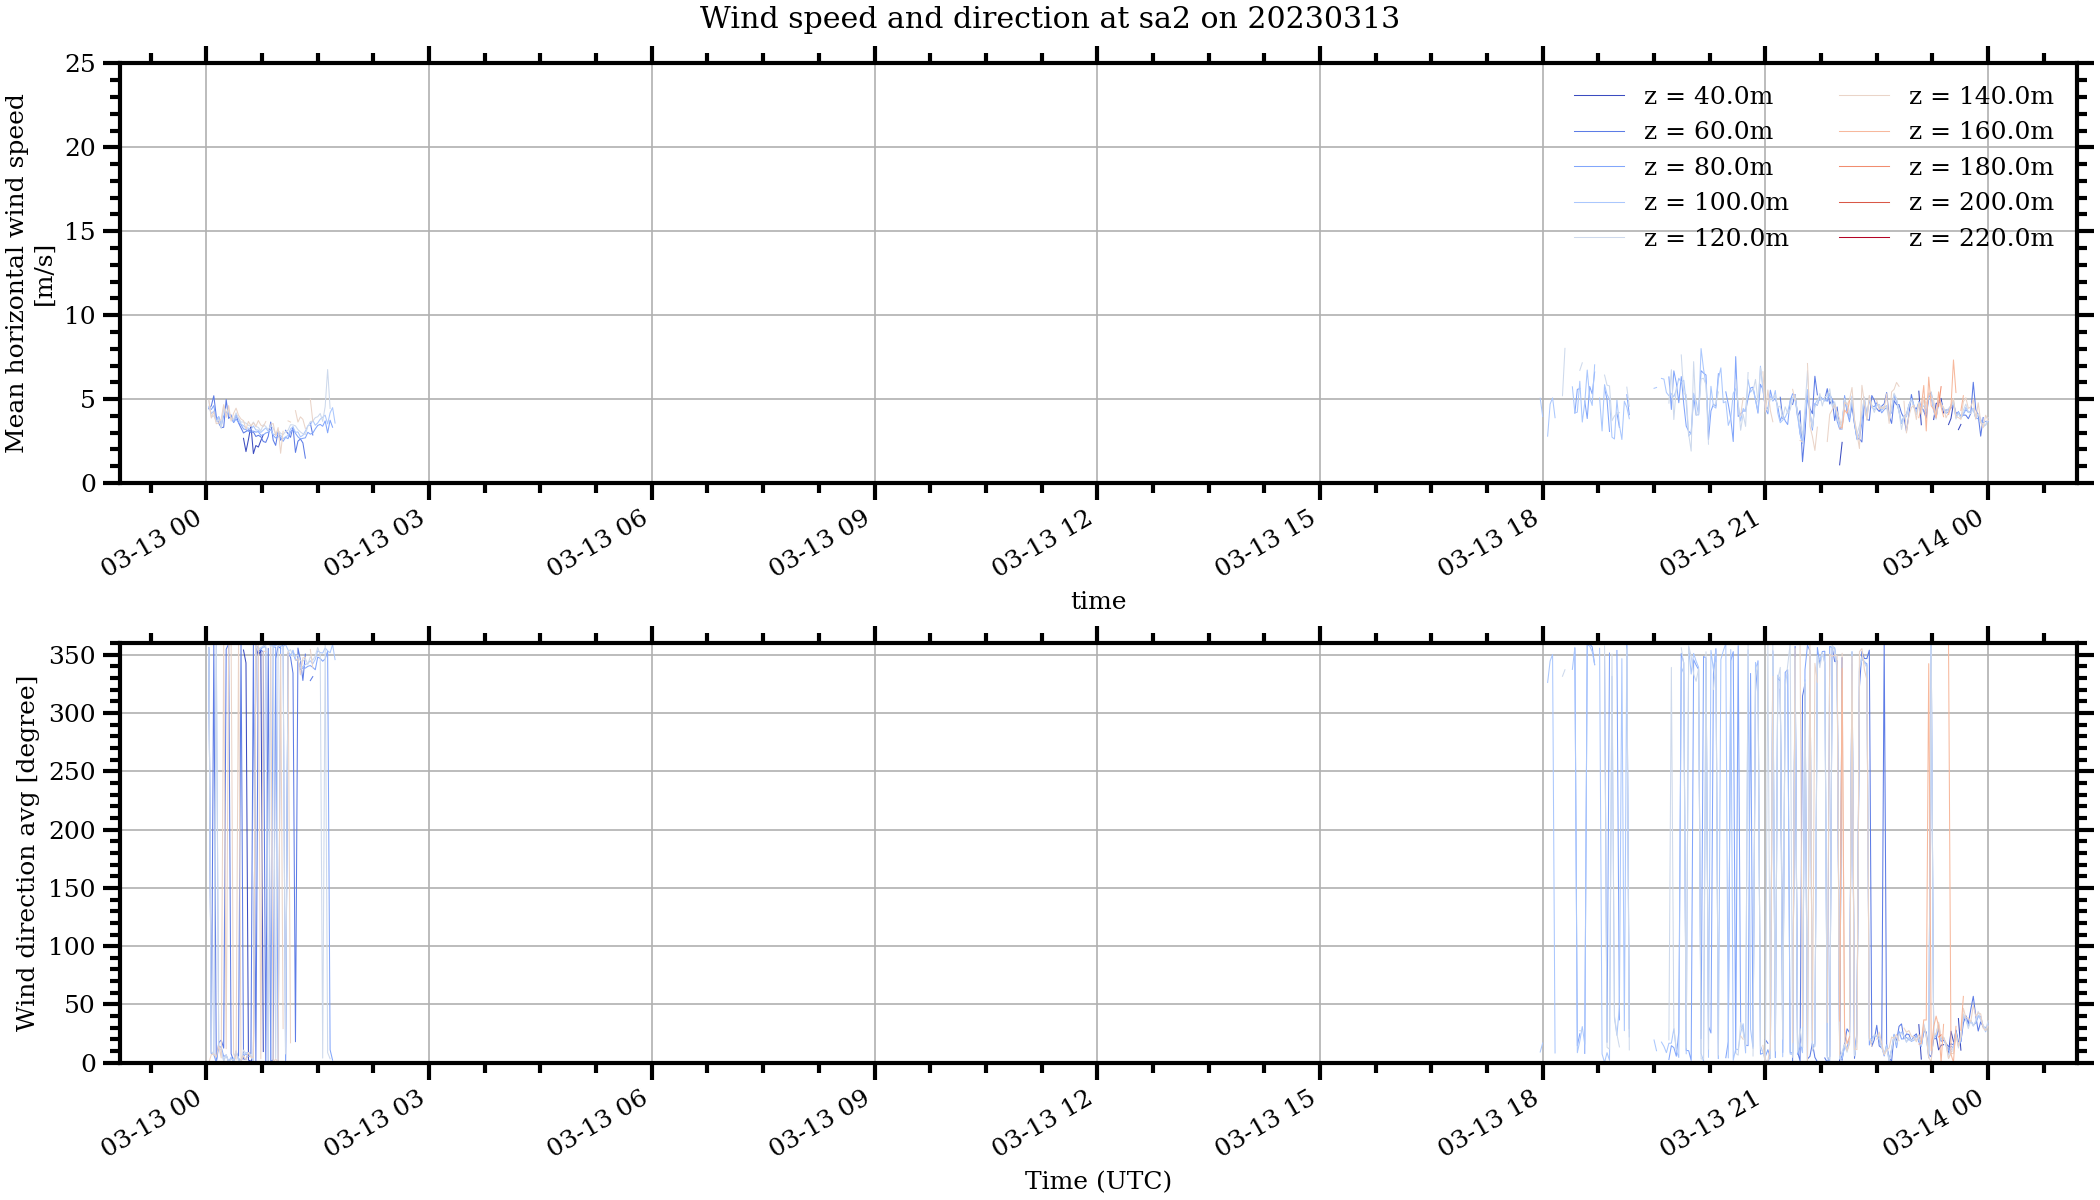 Wind speed and direction at sa2 on 20230313
Mean horizontal wind speed
[m/s]
25
20
15
10
5
0
z = 40.0m
z = 60.0m
z = 80.0m
z = 100.0m
z = 120.0m
z = 140.0m
z = 160.0m
z = 180.0m
z = 200.0m
z = 220.0m
03-13 00
03-13 03
03-13 06
03-13 09
03-13 12
03-13 15
03-13 18
03-13 21
03-14 00
time
Wind direction avg [degree]
350
300
250
200
150
100
50
0
03-13 00
03-13 03
03-13 06
03-13 09
03-13 12
03-13 15
03-13 18
03-13 21
03-14 00
Time (UTC)